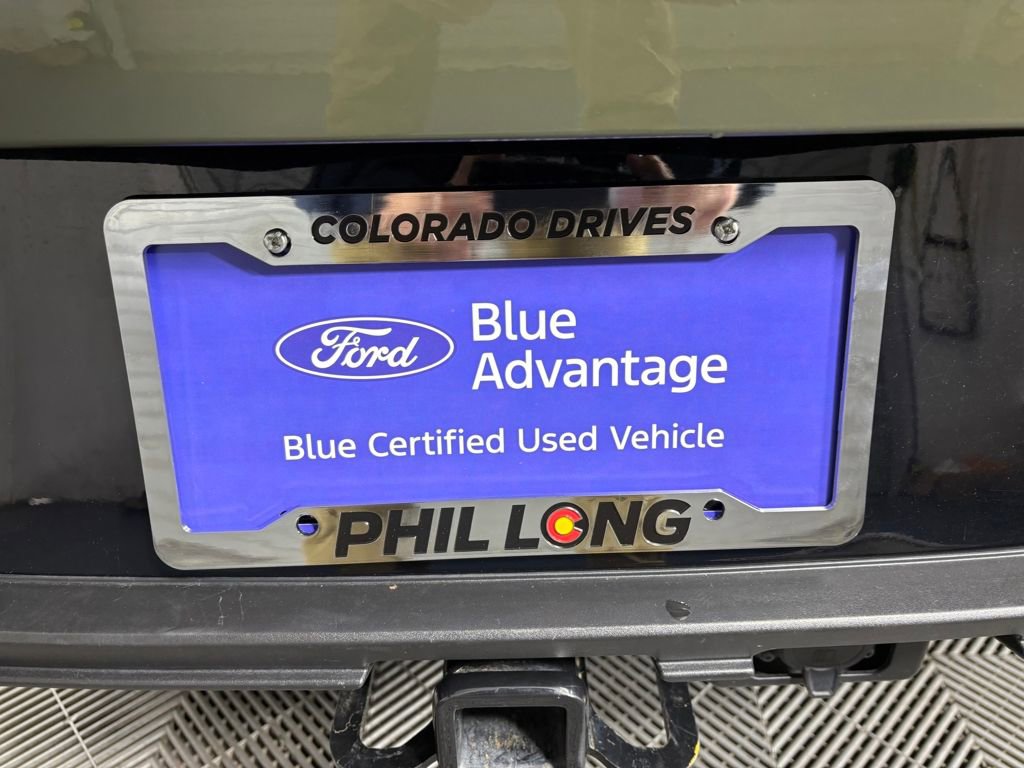 COLORADO DRIVES
Ford
Blue
Advantage
Blue Certified Used Vehicle
PHIL LONG